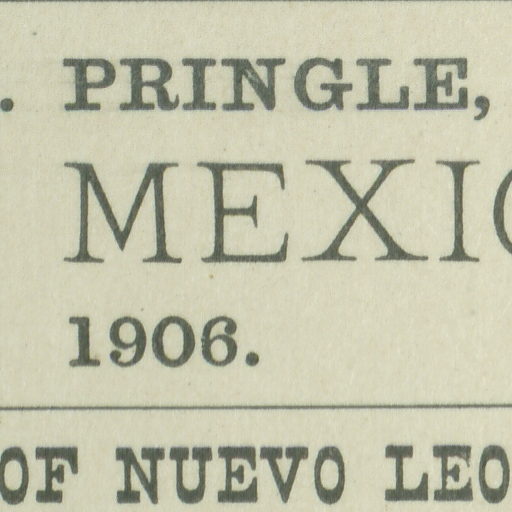 . PRINGLE,
MEXIC
1906.
OF NUEVO LEO